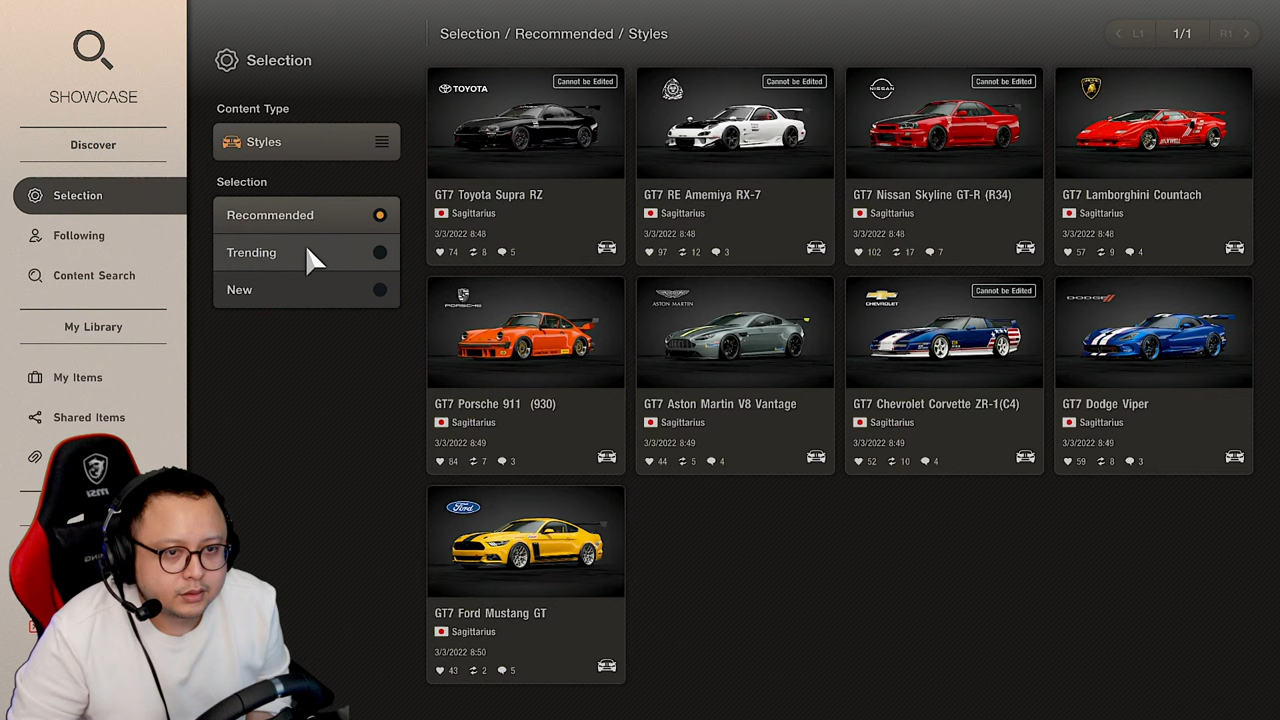 SHOWCASE
Discover
Selection
Following
Content Search
My Library
My Items
Shared Items
Selection
Content Type
Styles
Selection
Recommended
Trending
New
Selection / Recommended / Styles
L1
1/1
R1
TOYOTA
Cannot be Edited
GT7 Toyota Supra RZ
Sagittarius
3/3/2022 8:48
74 8 5
Cannot be Edited
GT7 RE Amemiya RX-7
Sagittarius
3/3/2022 8:48
97 12 3
NISSAN
Cannot be Edited
GT7 Nissan Skyline GT-R (R34)
Sagittarius
3/3/2022 8:48
102 17 7
GT7 Lamborghini Countach
Sagittarius
3/3/2022 8:48
57 9 4
PORSCHE
GT7 Porsche 911 (930)
Sagittarius
3/3/2022 8:49
84 7 3
ASTON MARTIN
GT7 Aston Martin V8 Vantage
Sagittarius
3/3/2022 8:49
44 5 4
CHEVROLET
Cannot be Edited
GT7 Chevrolet Corvette ZR-1(C4)
Sagittarius
3/3/2022 8:49
52 10 4
DODGE
GT7 Dodge Viper
Sagittarius
3/3/2022 8:49
59 8 3
Ford
GT7 Ford Mustang GT
Sagittarius
3/3/2022 8:50
43 2 5
msi